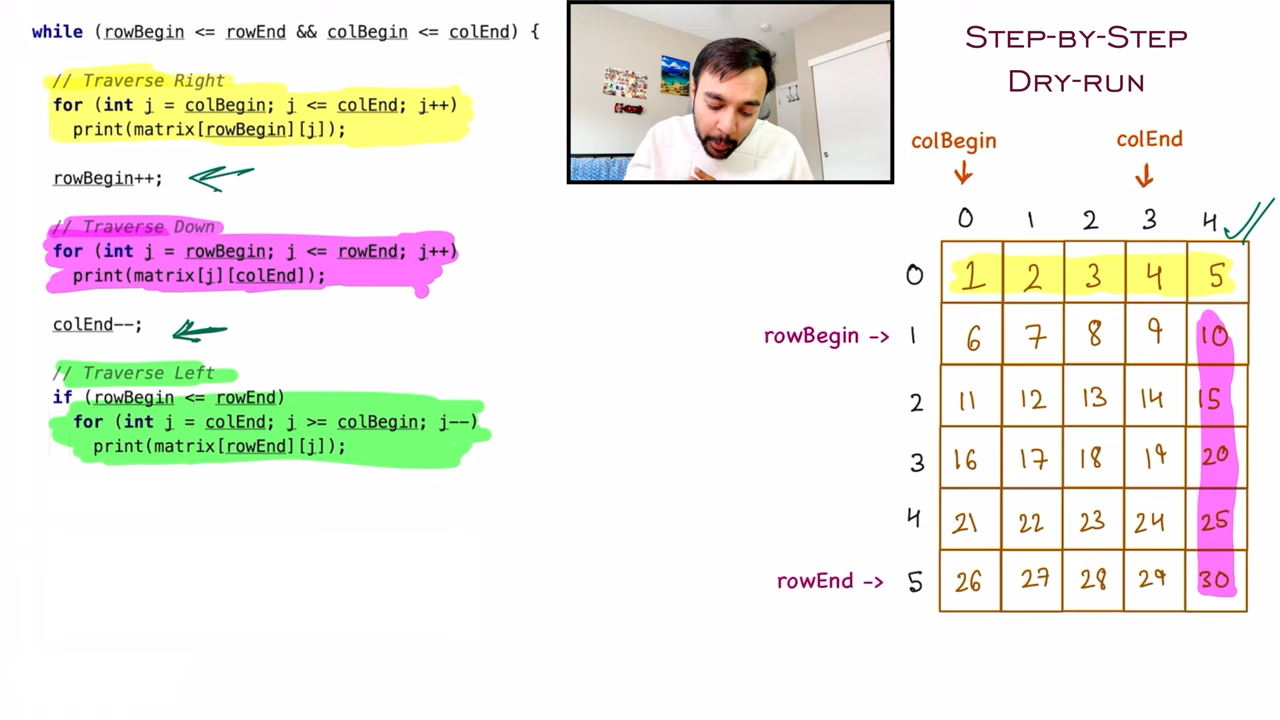 while (rowBegin <= rowEnd && colBegin <= colEnd) {
// Traverse Right
for (int j = colBegin; j <= colEnd; j++)
print(matrix[rowBegin][j]);
rowBegin++;
// Traverse Down
for (int j = rowBegin; j <= rowEnd; j++)
print(matrix[j][colEnd]);
colEnd--;
// Traverse Left
if (rowBegin <= rowEnd)
for (int j = colEnd; j >= colBegin; j--)
print(matrix[rowEnd][j]);
STEP-BY-STEP
DRY-RUN
colBegin colEnd
0 1 2 3 4
0 1 2 3 4 5
rowBegin -> 1 6 7 8 9 10
2 11 12 13 14 15
3 16 17 18 19 20
4 21 22 23 24 25
rowEnd -> 5 26 27 28 29 30